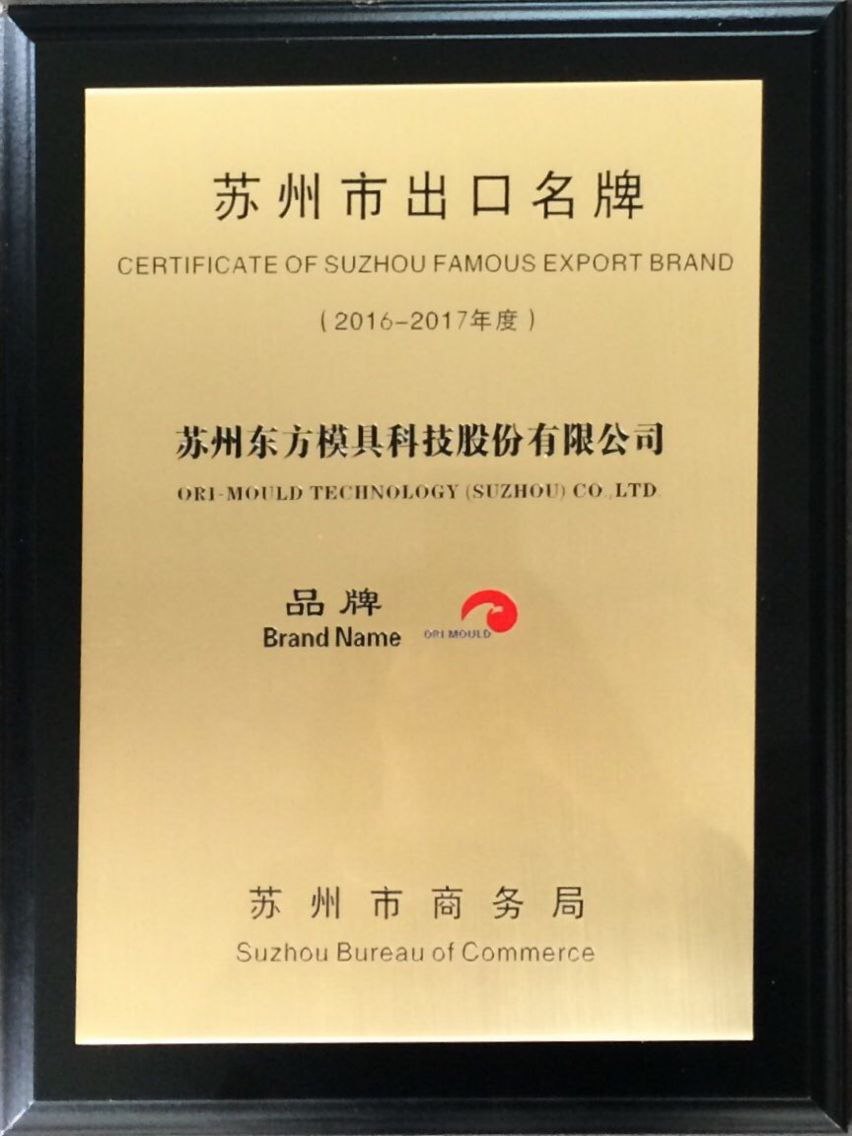 苏州市出口名牌
CERTIFICATE OF SUZHOU FAMOUS EXPORT BRAND
(2016-2017年度)
苏州东方模具科技股份有限公司
ORI-MOULD TECHNOLOGY (SUZHOU) CO.,LTD.
品牌
Brand Name
ORI MOULD
苏州市商务局
Suzhou Bureau of Commerce